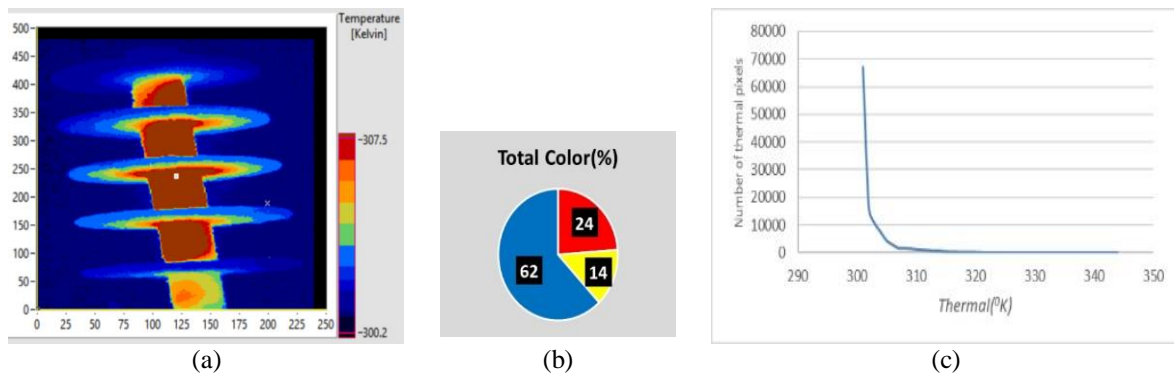 Temperature
[Kelvin]
500
450
400
350
300
250
200
150
100
50
0
0 25 50 75 100 125 150 175 200 225 250
307.5
300.2
(a)
Total Color(%)
24
14
62
(b)
80000
70000
60000
50000
40000
30000
20000
10000
0
290 300 310 320 330 340 350
Number of thermal pixels
Thermal(⁰K)
(c)